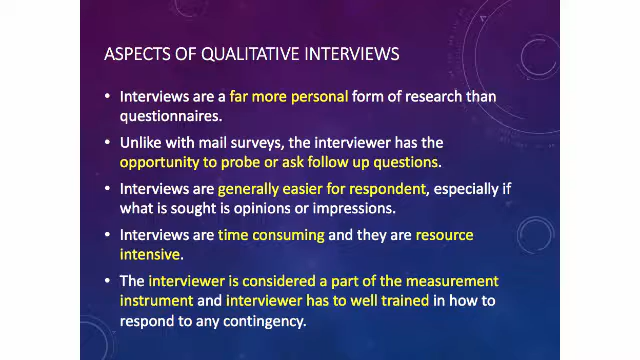 ASPECTS OF QUALITATIVE INTERVIEWS
• Interviews are a far more personal form of research than
questionnaires.
• Unlike with mail surveys, the interviewer has the
opportunity to probe or ask follow up questions.
• Interviews are generally easier for respondent, especially if
what is sought is opinions or impressions.
• Interviews are time consuming and they are resource
intensive.
• The interviewer is considered a part of the measurement
instrument and interviewer has to well trained in how to
respond to any contingency.